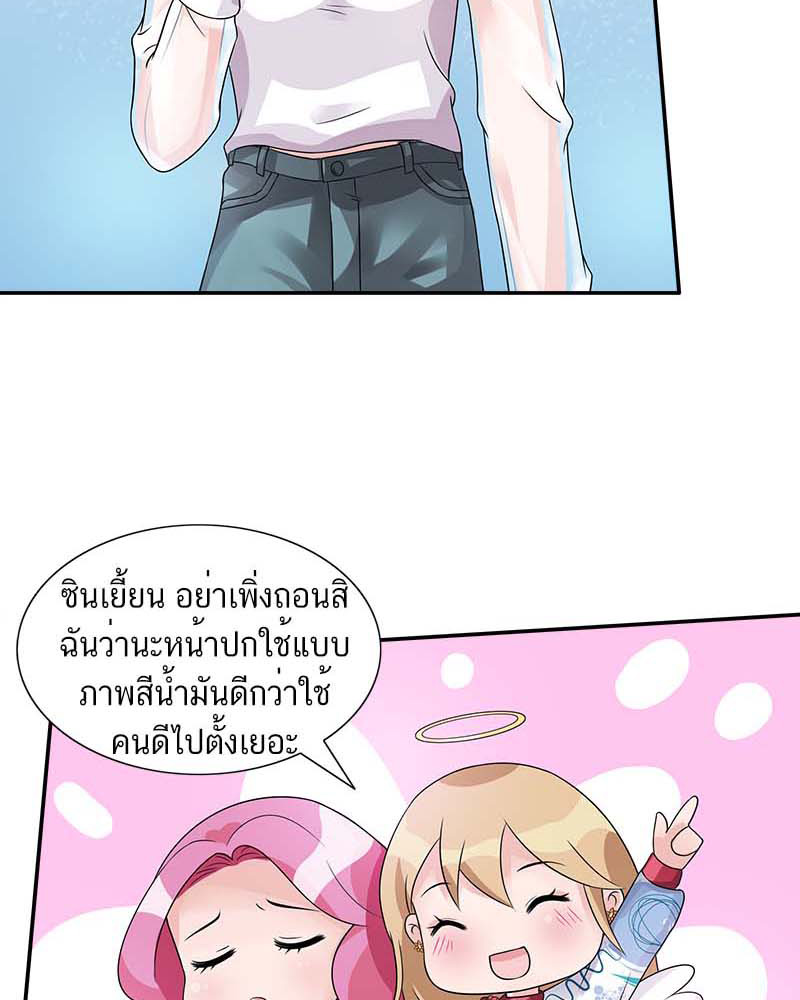 ซินเยี้ยน อย่าเพิ่งถอนสิ
ฉันว่านะหน้าปกใช้แบบ
ภาพสีน้ำมันดีกว่าใช้
คนดีไปตั้งเยอะ